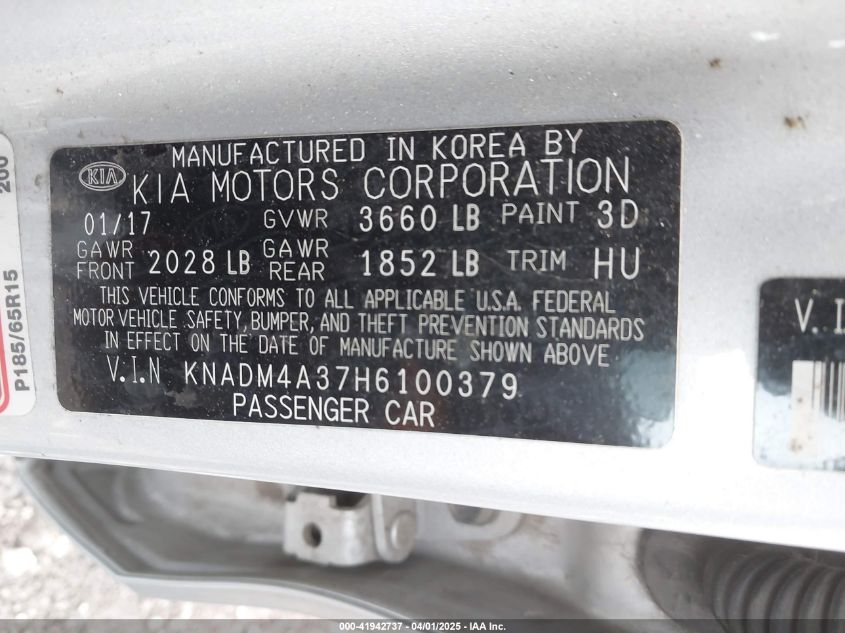 MANUFACTURED IN KOREA BY
KIA KIA MOTORS CORPORATION
01/17 GVWR 3660 LB PAINT 3D
GAWR FRONT 2028 LB GAWR REAR 1852 LB TRIM HU
THIS VEHICLE CONFORMS TO ALL APPLICABLE U.S.A. FEDERAL
MOTOR VEHICLE SAFETY, BUMPER, AND THEFT PREVENTION STANDARDS
IN EFFECT ON THE DATE OF MANUFACTURE SHOWN ABOVE
V.I.N KNADM4A37H6100379
PASSENGER CAR
P185/65R15
200
V.I
000-41942737 - 04/01/2025 - IAA Inc.